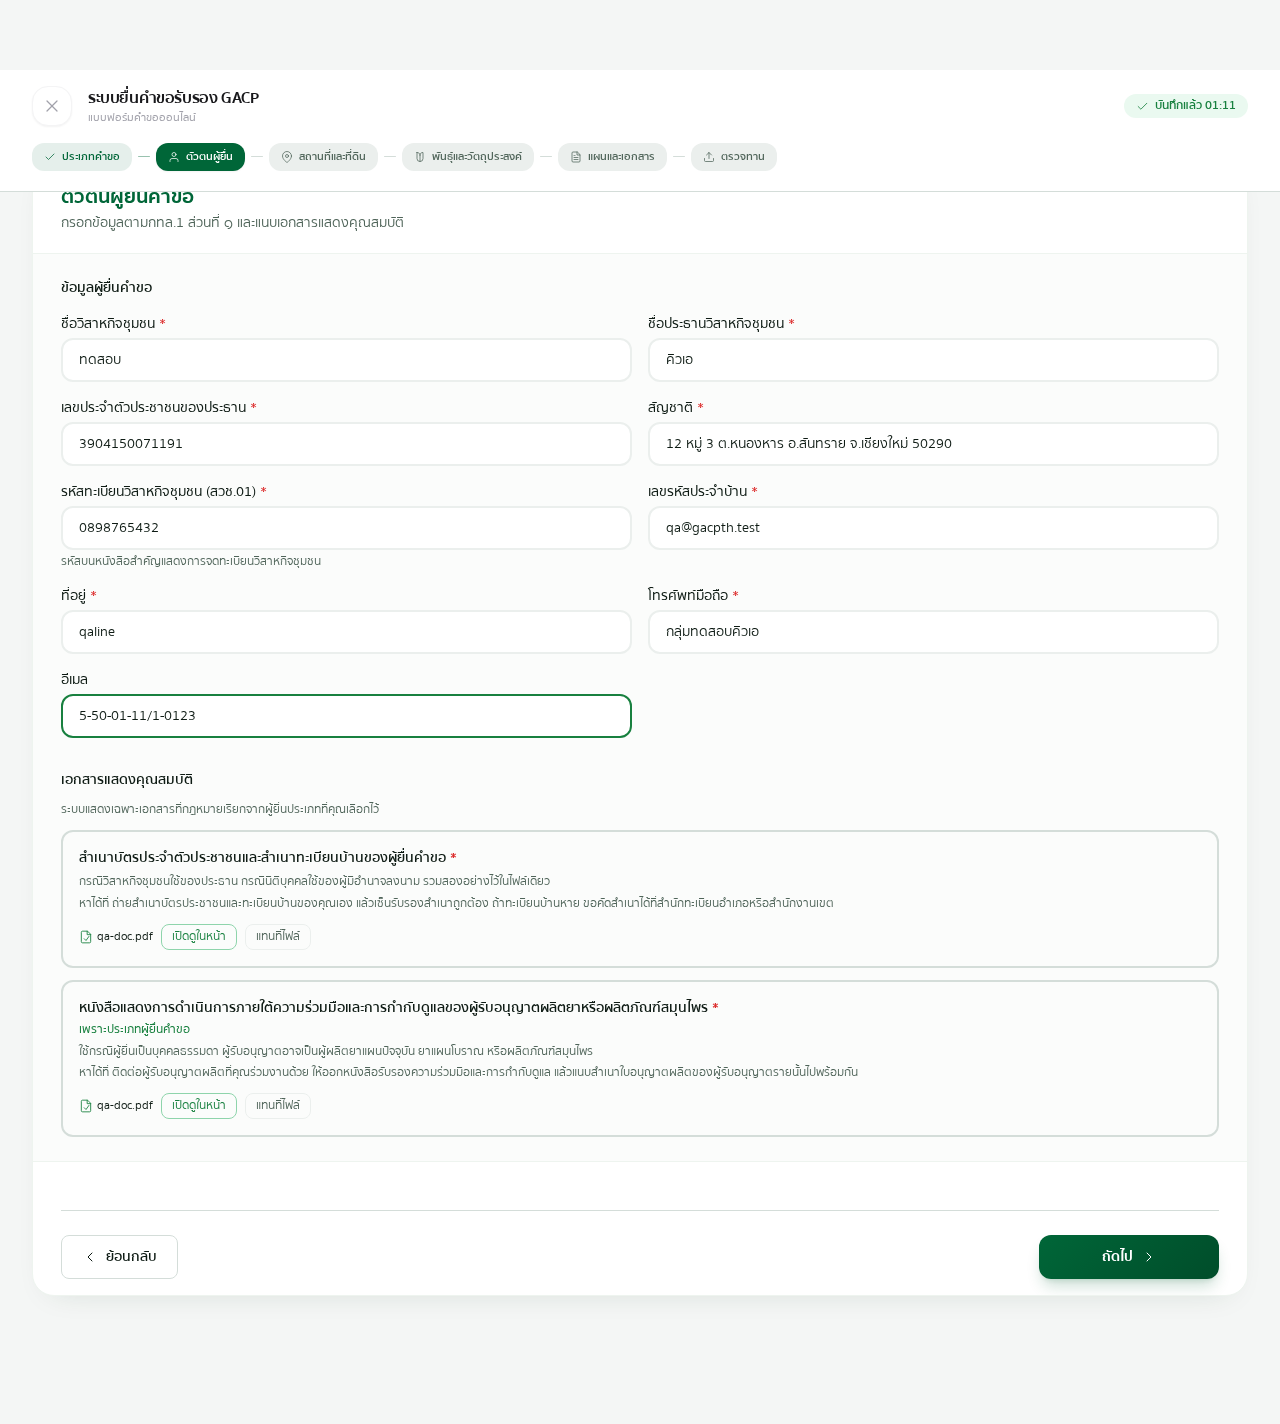 ระบบยื่นคำขอรับรอง GACP
แบบฟอร์มคำขอออนไลน์
บันทึกแล้ว 01:11
ประเภทคำขอ
ตัวตนผู้ยื่น
สถานที่และที่ดิน
พันธุ์และวัตถุประสงค์
แผนและเอกสาร
ตรวจทาน
ตัวตนผู้ยื่นคำขอ
กรอกข้อมูลตามกทล.1 ส่วนที่ ๑ และแนบเอกสารแสดงคุณสมบัติ
ข้อมูลผู้ยื่นคำขอ
ชื่อวิสาหกิจชุมชน *
ชื่อประธานวิสาหกิจชุมชน *
ทดสอบ
คิวเอ
เลขประจำตัวประชาชนของประธาน *
สัญชาติ *
3904150071191
12 หมู่ 3 ต.หนองหาร อ.สันทราย จ.เชียงใหม่ 50290
รหัสทะเบียนวิสาหกิจชุมชน (สวช.01) *
เลขรหัสประจำบ้าน *
0898765432
qa@gacpth.test
รหัสบนหนังสือสำคัญแสดงการจดทะเบียนวิสาหกิจชุมชน
ที่อยู่ *
โทรศัพท์มือถือ *
qaline
กลุ่มทดสอบคิวเอ
อีเมล
5-50-01-11/1-0123
เอกสารแสดงคุณสมบัติ
ระบบแสดงเฉพาะเอกสารที่กฎหมายเรียกจากผู้ยื่นประเภทที่คุณเลือกไว้
สำเนาบัตรประจำตัวประชาชนและสำเนาทะเบียนบ้านของผู้ยื่นคำขอ *
กรณีวิสาหกิจชุมชนใช้ของประธาน กรณีนิติบุคคลใช้ของผู้มีอำนาจลงนาม รวมสองอย่างไว้ในไฟล์เดียว
หาได้ที่ ถ่ายสำเนาบัตรประชาชนและทะเบียนบ้านของคุณเอง แล้วเซ็นรับรองสำเนาถูกต้อง ถ้าทะเบียนบ้านหาย ขอคัดสำเนาได้ที่สำนักทะเบียนอำเภอหรือสำนักงานเขต
qa-doc.pdf
เปิดดูในหน้า
แทนที่ไฟล์
หนังสือแสดงการดำเนินการภายใต้ความร่วมมือและการกำกับดูแลของผู้รับอนุญาตผลิตยาหรือผลิตภัณฑ์สมุนไพร *
เพราะประเภทผู้ยื่นคำขอ
ใช้กรณีผู้ยื่นเป็นบุคคลธรรมดา ผู้รับอนุญาตอาจเป็นผู้ผลิตยาแผนปัจจุบัน ยาแผนโบราณ หรือผลิตภัณฑ์สมุนไพร
หาได้ที่ ติดต่อผู้รับอนุญาตผลิตที่คุณร่วมงานด้วย ให้ออกหนังสือรับรองความร่วมมือและการกำกับดูแล แล้วแนบสำเนาใบอนุญาตผลิตของผู้รับอนุญาตรายนั้นไปพร้อมกัน
qa-doc.pdf
เปิดดูในหน้า
แทนที่ไฟล์
ย้อนกลับ
ถัดไป